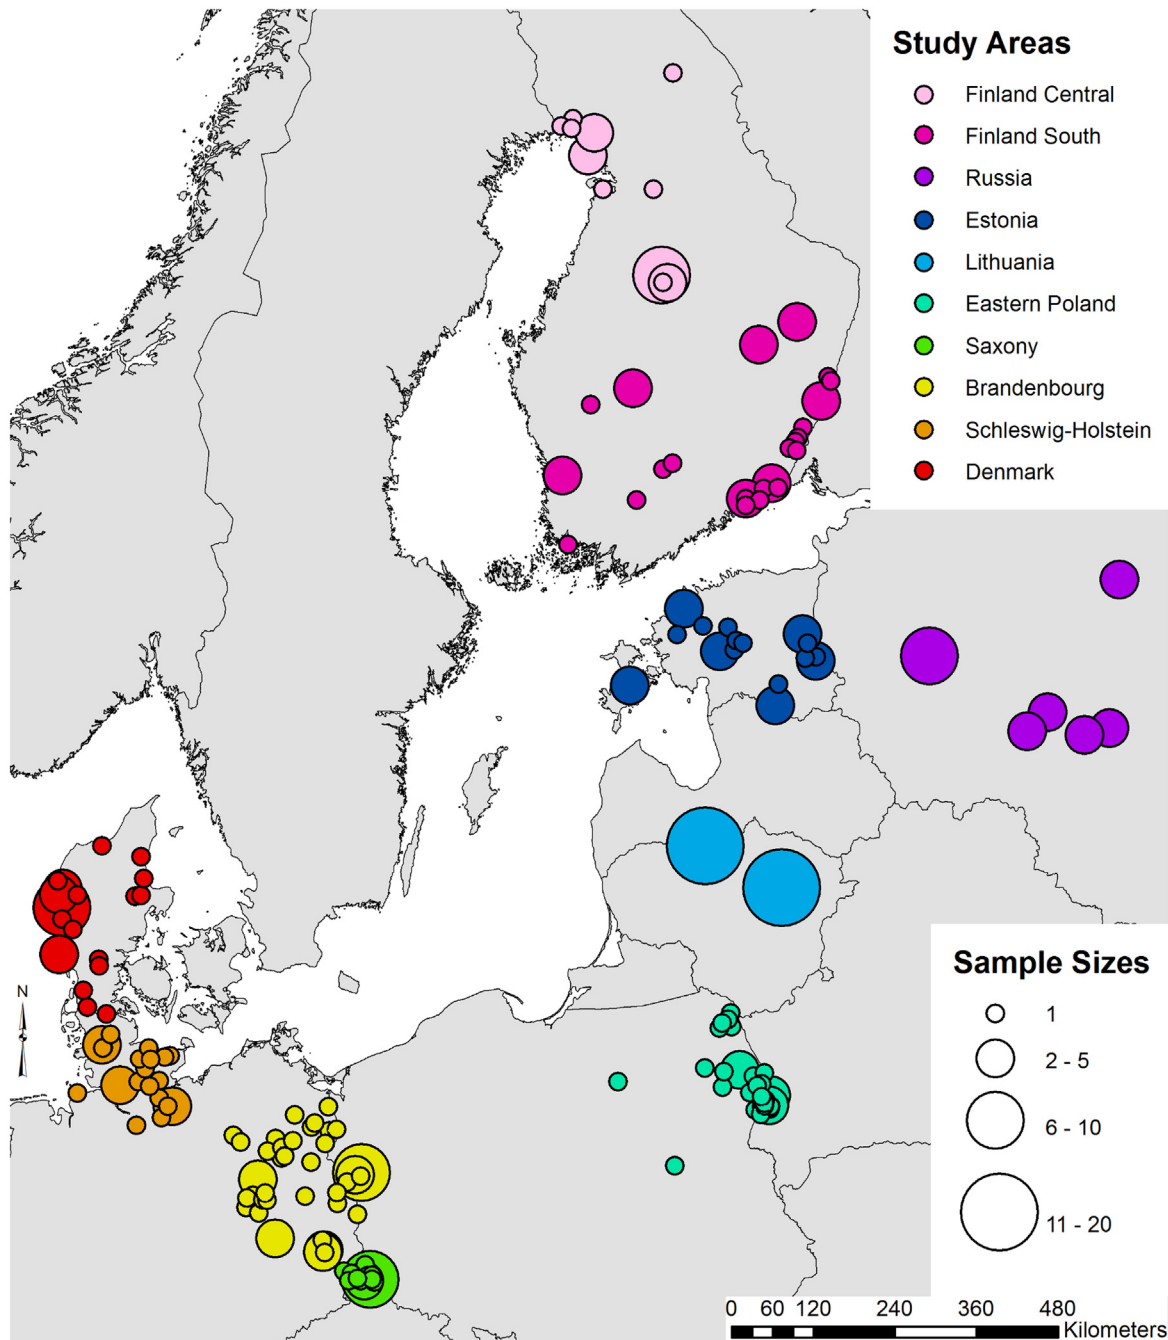 Study Areas
Finland Central
Finland South
Russia
Estonia
Lithuania
Eastern Poland
Saxony
Brandenbourg
Schleswig-Holstein
Denmark
N
Sample Sizes
1
2 - 5
6 - 10
11 - 20
0 60 120 240 360 480
Kilometers